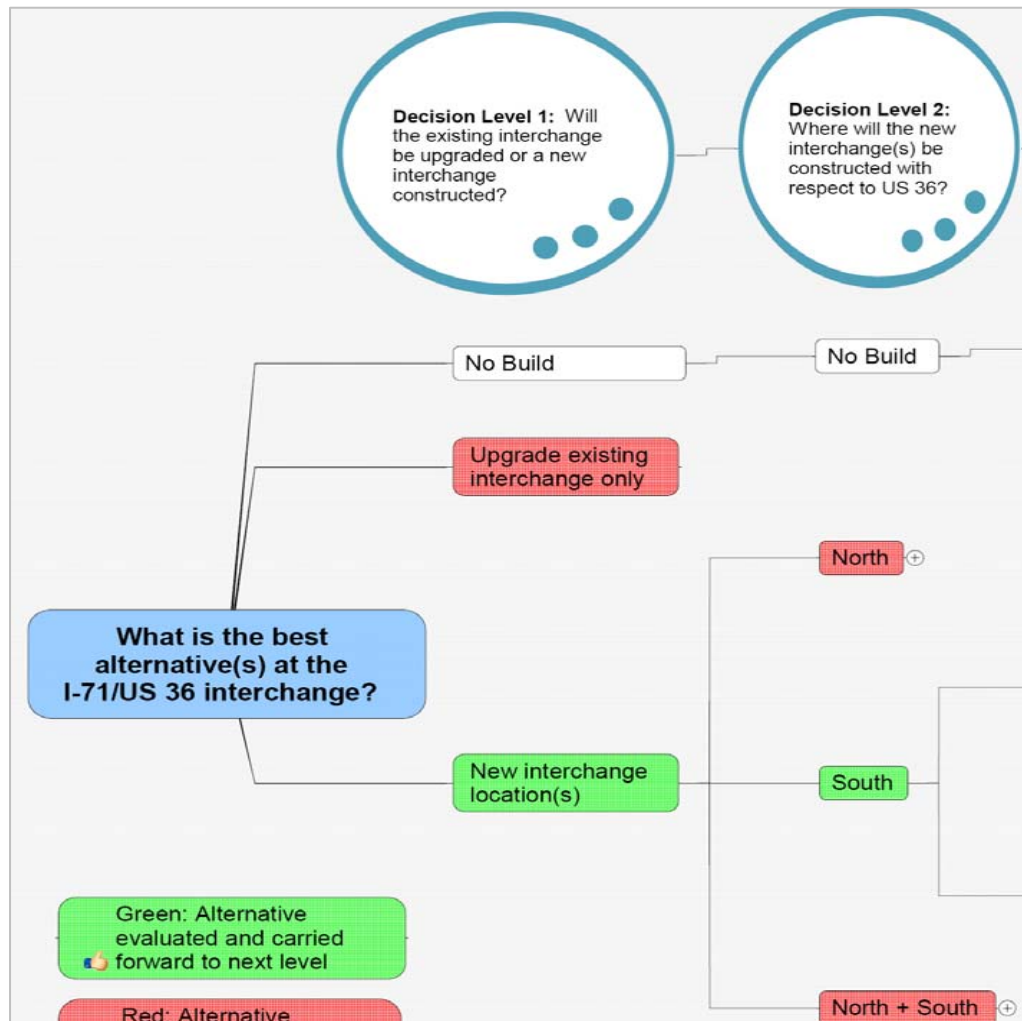 Decision Level 1: Will
the existing interchange
be upgraded or a new
interchange
constructed?
Decision Level 2:
Where will the new
interchange(s) be
constructed with
respect to US 36?
No Build
No Build
Upgrade existing
interchange only
North
What is the best
alternative(s) at the
I-71/US 36 interchange?
New interchange
location(s)
South
Green: Alternative
evaluated and carried
forward to next level
Red: Alternative
North + South